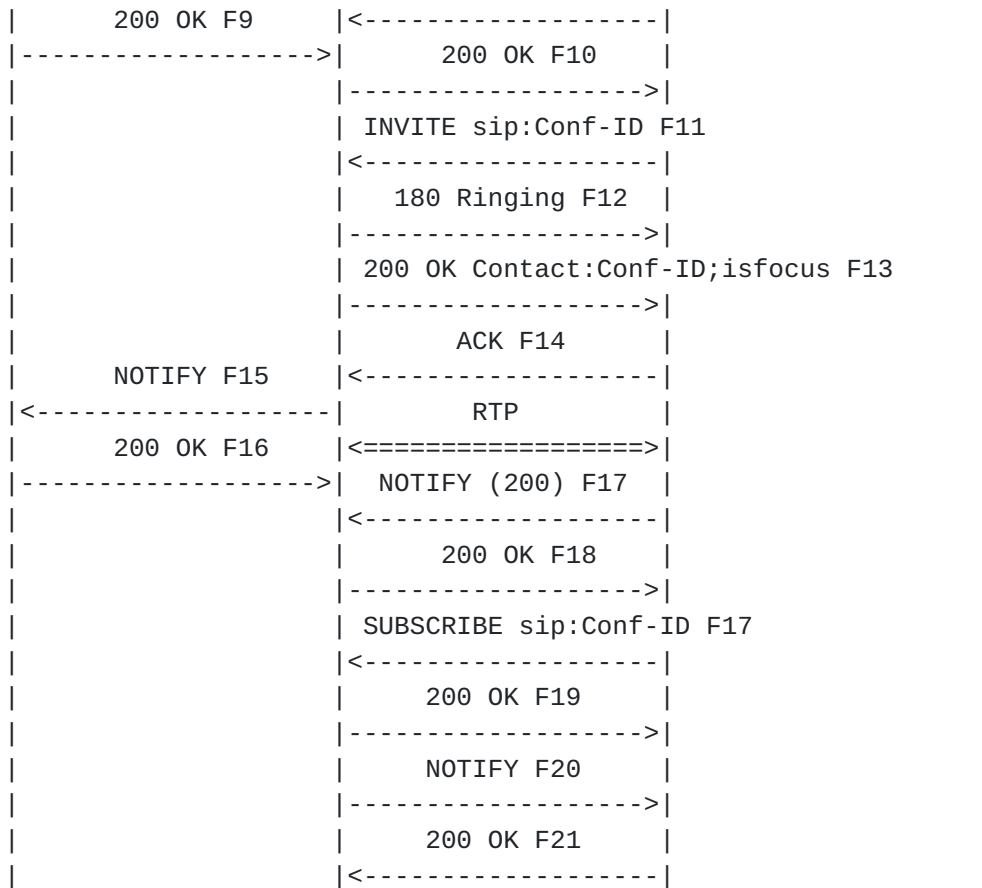 |      200 OK F9     |<-------------------|
|------------------->|      200 OK F10    |
|                    |------------------->|
|                    | INVITE sip:Conf-ID F11
|                    |<-------------------|
|                    |   180 Ringing F12  |
|                    |------------------->|
|                    | 200 OK Contact:Conf-ID;isfocus F13
|                    |------------------->|
|                    |       ACK F14      |
|      NOTIFY F15    |<-------------------|
|<-------------------|        RTP         |
|      200 OK F16    |<==================>|
|------------------->|  NOTIFY (200) F17  |
|                    |<-------------------|
|                    |      200 OK F18    |
|                    |------------------->|
|                    | SUBSCRIBE sip:Conf-ID F17
|                    |<-------------------|
|                    |     200 OK F19     |
|                    |------------------->|
|                    |     NOTIFY F20     |
|                    |------------------->|
|                    |     200 OK F21     |
|                    |<-------------------|